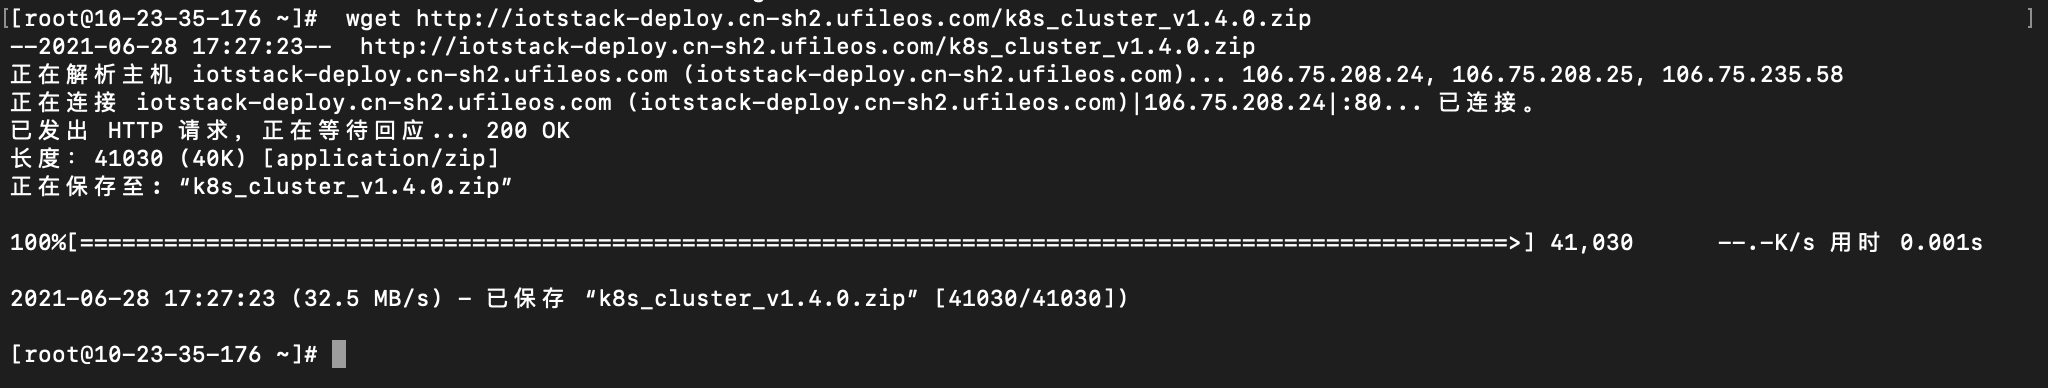 [[root@10-23-35-176 ~]#  wget http://iotstack-deploy.cn-sh2.ufileos.com/k8s_cluster_v1.4.0.zip ]
--2021-06-28 17:27:23--  http://iotstack-deploy.cn-sh2.ufileos.com/k8s_cluster_v1.4.0.zip
正在解析主机 iotstack-deploy.cn-sh2.ufileos.com (iotstack-deploy.cn-sh2.ufileos.com)... 106.75.208.24, 106.75.208.25, 106.75.235.58
正在连接 iotstack-deploy.cn-sh2.ufileos.com (iotstack-deploy.cn-sh2.ufileos.com)|106.75.208.24|:80... 已连接。
已发出 HTTP 请求，正在等待回应... 200 OK
长度：41030 (40K) [application/zip]
正在保存至: “k8s_cluster_v1.4.0.zip”
100%[======================================================================================================>] 41,030      --.-K/s 用时 0.001s
2021-06-28 17:27:23 (32.5 MB/s) - 已保存 “k8s_cluster_v1.4.0.zip” [41030/41030])
[root@10-23-35-176 ~]#